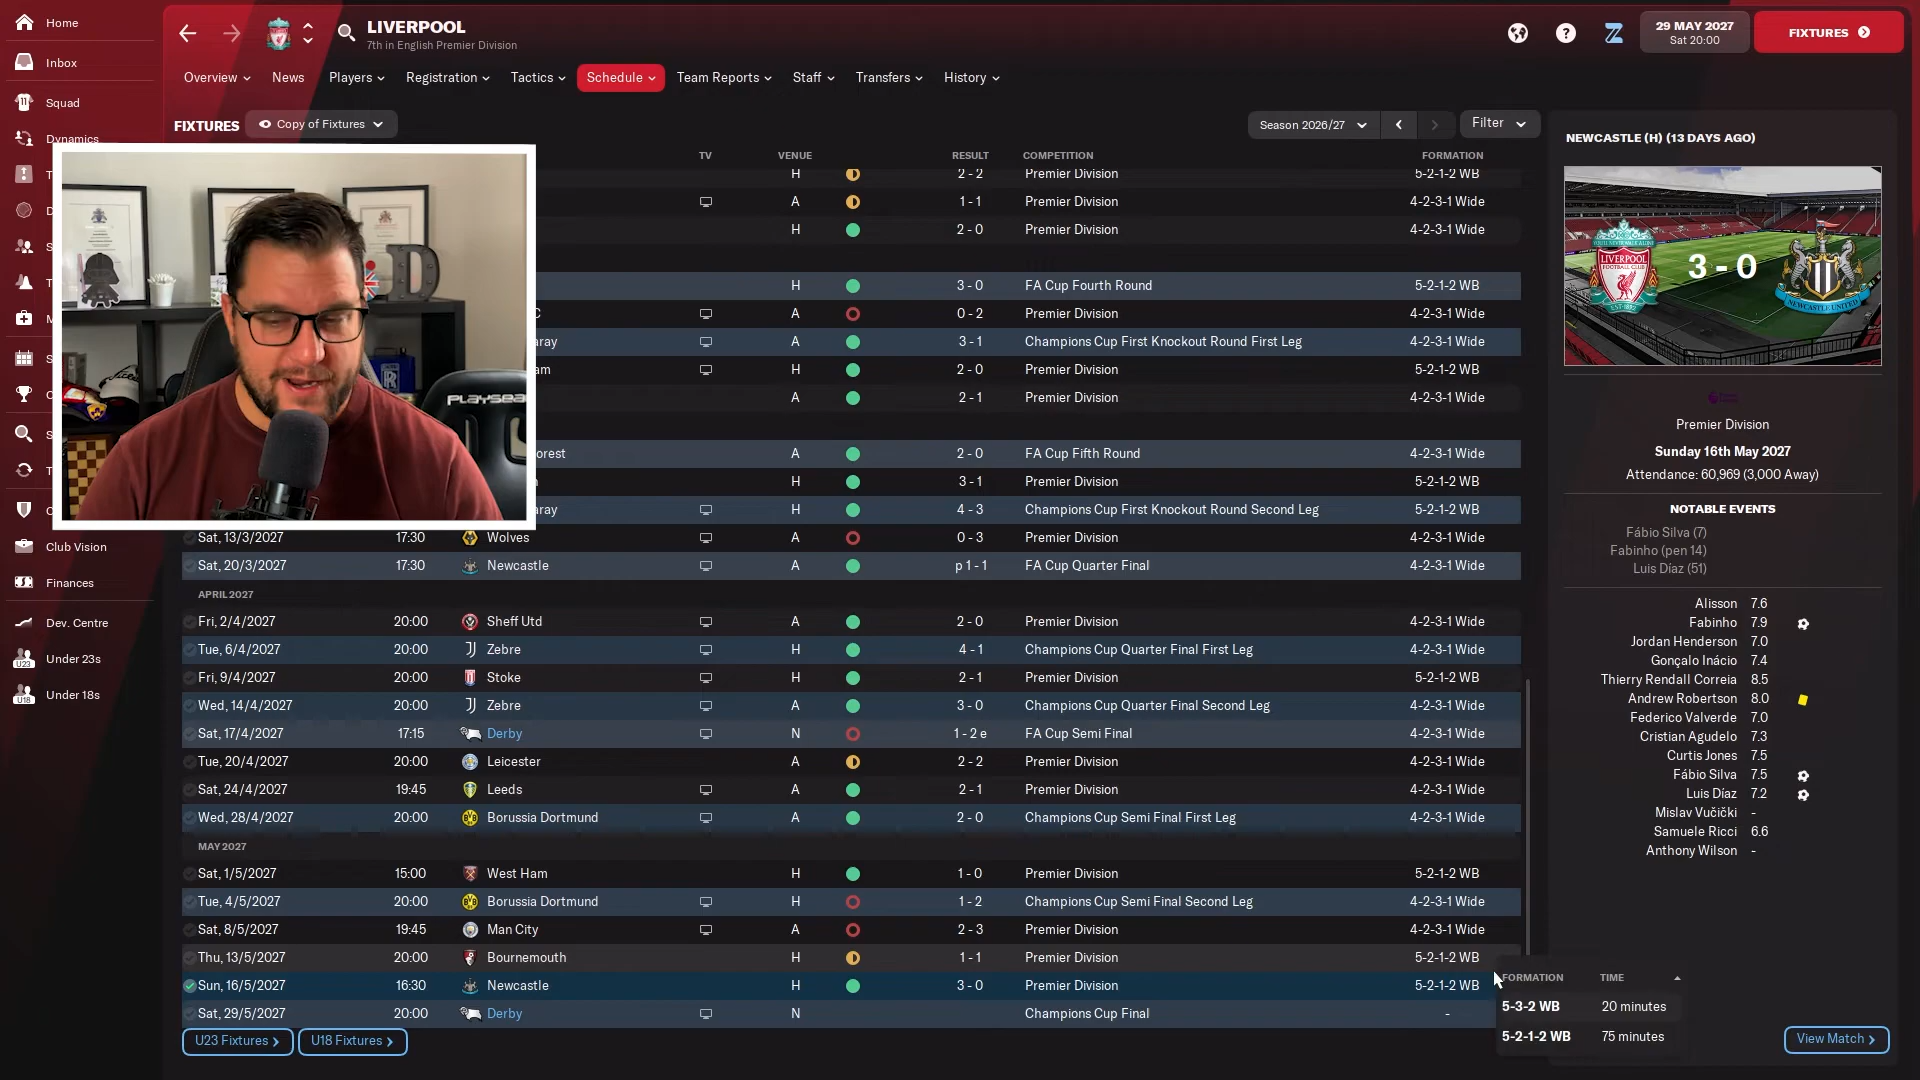 Home
LIVERPOOL
7th in English Premier Division
29 MAY 2027
Sat 20:00
FIXTURES
Inbox
Overview News Players Registration Tactics Schedule Team Reports Staff Transfers History
Squad
FIXTURES Copy of Fixtures Season 2026/27 Filter
NEWCASTLE (H) (13 DAYS AGO)
Dynamics
TV VENUE RESULT COMPETITION FORMATION
H 2 - 2 Premier Division 5-2-1-2 WB
A 1 - 1 Premier Division 4-2-3-1 Wide
H 2 - 0 Premier Division 4-2-3-1 Wide
3 - 0
H 3 - 0 FA Cup Fourth Round 5-2-1-2 WB
C A 0 - 2 Premier Division 4-2-3-1 Wide
aray A 3 - 1 Champions Cup First Knockout Round First Leg 4-2-3-1 Wide
am H 2 - 0 Premier Division 5-2-1-2 WB
A 2 - 1 Premier Division 4-2-3-1 Wide
PLAYSEA
Premier Division
orest A 2 - 0 FA Cup Fifth Round 4-2-3-1 Wide
Sunday 16th May 2027
Attendance: 60,969 (3,000 Away)
H 3 - 1 Premier Division 5-2-1-2 WB
aray H 4 - 3 Champions Cup First Knockout Round Second Leg 5-2-1-2 WB
NOTABLE EVENTS
Fábio Silva (7)
Fabinho (pen 14)
Luis Díaz (51)
Sat, 13/3/2027 17:30 Wolves A 0 - 3 Premier Division 4-2-3-1 Wide
Club Vision
Sat, 20/3/2027 17:30 Newcastle A p 1 - 1 FA Cup Quarter Final 4-2-3-1 Wide
Finances
APRIL 2027
Fri, 2/4/2027 20:00 Sheff Utd A 2 - 0 Premier Division 4-2-3-1 Wide
Dev. Centre
Tue, 6/4/2027 20:00 Zebre H 4 - 1 Champions Cup Quarter Final First Leg 4-2-3-1 Wide
U23 Under 23s
Fri, 9/4/2027 20:00 Stoke H 2 - 1 Premier Division 5-2-1-2 WB
U18 Under 18s
Wed, 14/4/2027 20:00 Zebre A 3 - 0 Champions Cup Quarter Final Second Leg 4-2-3-1 Wide
Sat, 17/4/2027 17:15 Derby N 1 - 2 e FA Cup Semi Final 4-2-3-1 Wide
Tue, 20/4/2027 20:00 Leicester A 2 - 2 Premier Division 4-2-3-1 Wide
Sat, 24/4/2027 19:45 Leeds A 2 - 1 Premier Division 4-2-3-1 Wide
Wed, 28/4/2027 20:00 Borussia Dortmund A 2 - 0 Champions Cup Semi Final First Leg 4-2-3-1 Wide
MAY 2027
Sat, 1/5/2027 15:00 West Ham H 1 - 0 Premier Division 5-2-1-2 WB
Tue, 4/5/2027 20:00 Borussia Dortmund H 1 - 2 Champions Cup Semi Final Second Leg 4-2-3-1 Wide
Sat, 8/5/2027 19:45 Man City A 2 - 3 Premier Division 4-2-3-1 Wide
Thu, 13/5/2027 20:00 Bournemouth H 1 - 1 Premier Division 5-2-1-2 WB
Sun, 16/5/2027 16:30 Newcastle H 3 - 0 Premier Division 5-2-1-2 WB
Sat, 29/5/2027 20:00 Derby N Champions Cup Final -
U23 Fixtures U18 Fixtures
Alisson 7.6
Fabinho 7.9
Jordan Henderson 7.0
Gonçalo Inácio 7.4
Thierry Rendall Correia 8.5
Andrew Robertson 8.0
Federico Valverde 7.0
Cristian Agudelo 7.3
Curtis Jones 7.5
Fábio Silva 7.5
Luis Díaz 7.2
Mislav Vučički -
Samuele Ricci 6.6
Anthony Wilson -
FORMATION TIME
5-3-2 WB 20 minutes
5-2-1-2 WB 75 minutes
View Match